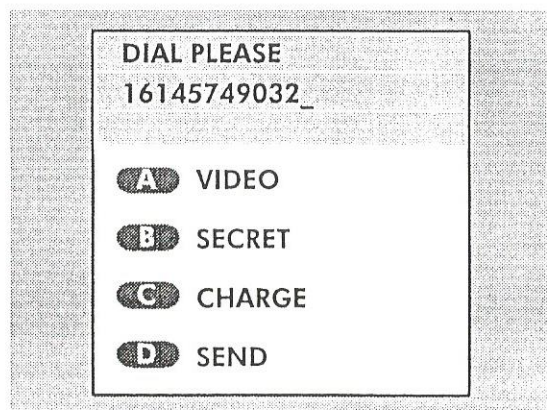 DIAL PLEASE
16145749032_
A VIDEO
B SECRET
C CHARGE
D SEND